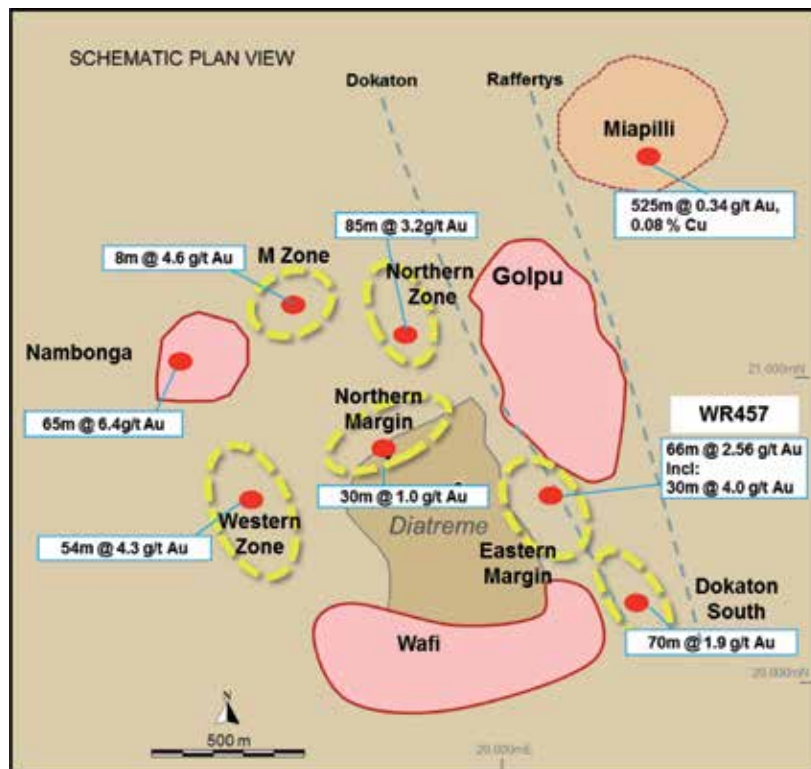 SCHEMATIC PLAN VIEW
Dokaton
Raffertys
Miapilli
525m @ 0.34 g/t Au,
0.08 % Cu
85m @ 3.2g/t Au
8m @ 4.6 g/t Au
M Zone
Northern
Zone
Golpu
Nambonga
21,000mN
65m @ 6.4g/t Au
Northern
Margin
WR457
66m @ 2.56 g/t Au
Incl:
30m @ 4.0 g/t Au
30m @ 1.0 g/t Au
Diatreme
Western
Zone
54m @ 4.3 g/t Au
Eastern
Margin
Dokaton
South
70m @ 1.9 g/t Au
Wafi
20,000mN
N
500 m
20,000mE